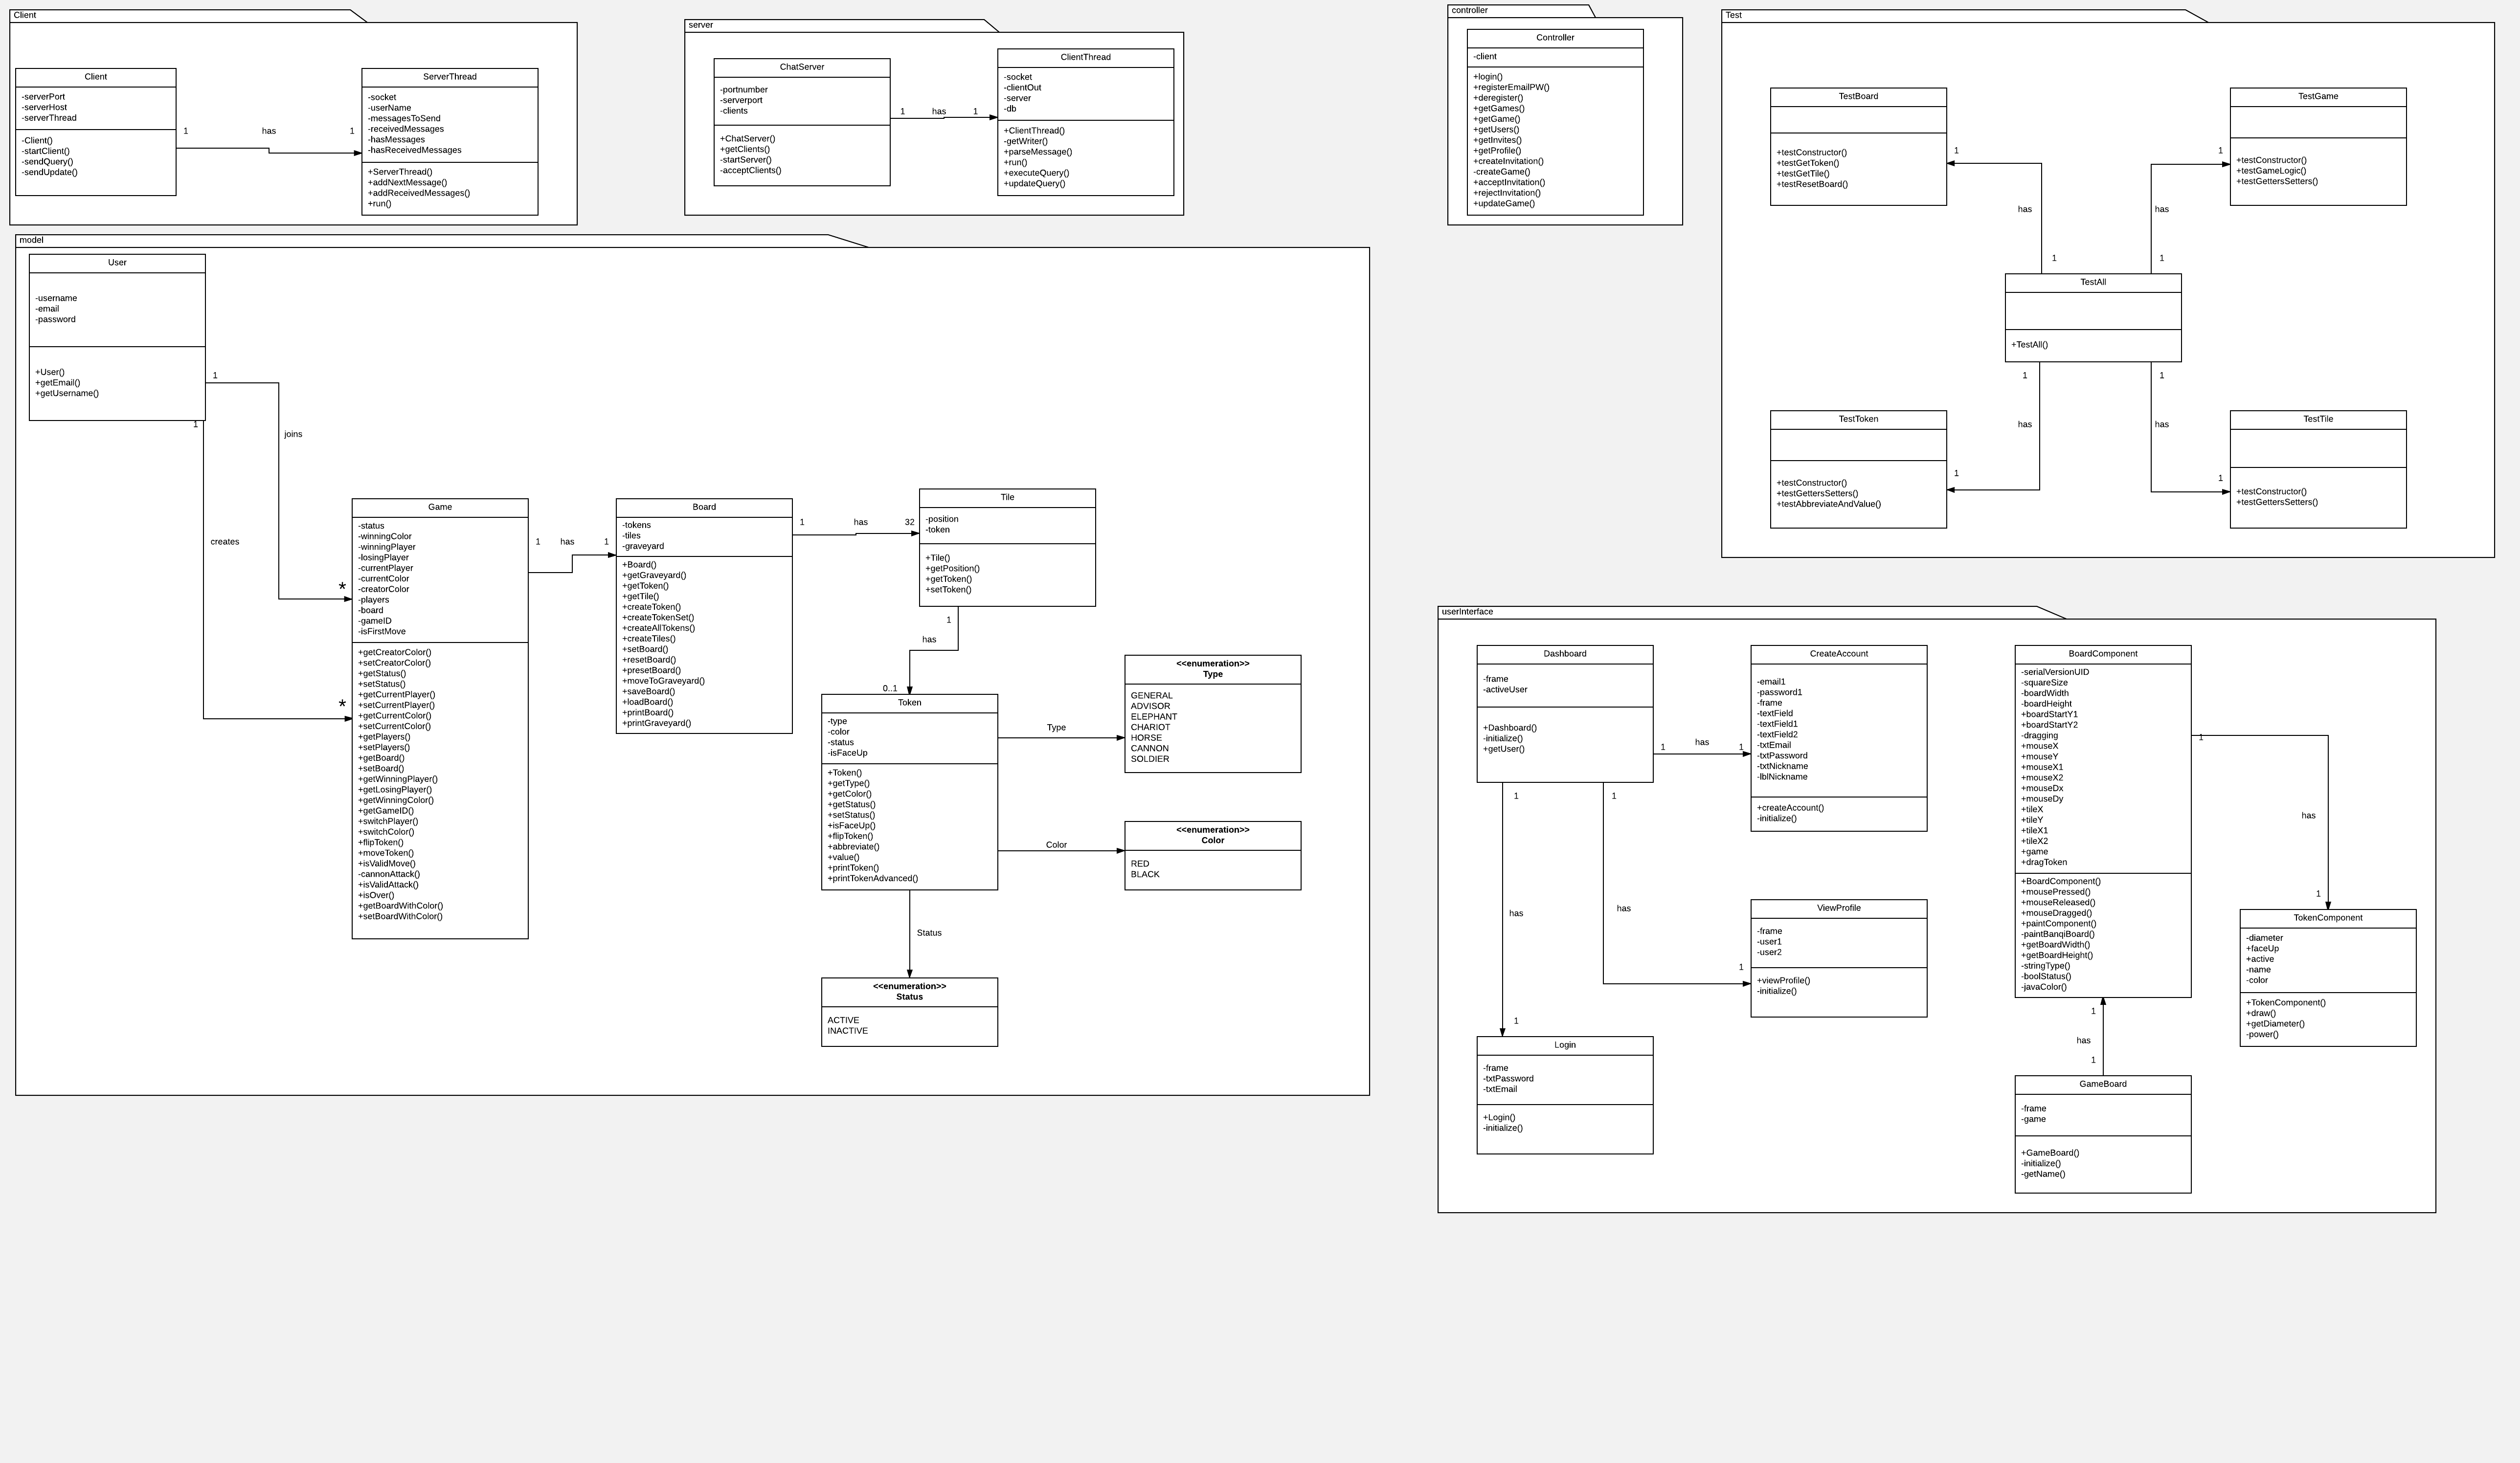 Client
Client
-serverPort
-serverHost
-serverThread
-Client()
-startClient()
-sendQuery()
-sendUpdate()
1
has
1
ServerThread
-socket
-userName
-messagesToSend
-receivedMessages
-hasMessages
-hasReceivedMessages
+ServerThread()
+addNextMessage()
+addReceivedMessages()
+run()
server
ChatServer
-portnumber
-serverport
-clients
+ChatServer()
+getClients()
-startServer()
-acceptClients()
1
has
1
ClientThread
-socket
-clientOut
-server
-db
+ClientThread()
-getWriter()
+parseMessage()
+run()
+executeQuery()
+updateQuery()
controller
Controller
-client
+login()
+registerEmailPW()
+deregister()
+getGames()
+getGame()
+getUsers()
+getInvites()
+getProfile()
+createInvitation()
-createGame()
+acceptInvitation()
+rejectInvitation()
+updateGame()
Test
TestBoard
+testConstructor()
+testGetToken()
+testGetTile()
+testResetBoard()
1
has
1
TestGame
+testConstructor()
+testGameLogic()
+testGettersSetters()
1
has
1
TestAll
+TestAll()
1
has
1
TestToken
+testConstructor()
+testGettersSetters()
+testAbbreviateAndValue()
1
has
1
TestTile
+testConstructor()
+testGettersSetters()
model
User
-username
-email
-password
+User()
+getEmail()
+getUsername()
1
joins
*
1
creates
*
Game
-status
-winningColor
-winningPlayer
-losingPlayer
-currentPlayer
-currentColor
-creatorColor
-players
-board
-gameID
-isFirstMove
+getCreatorColor()
+setCreatorColor()
+getStatus()
+setStatus()
+getCurrentPlayer()
+setCurrentPlayer()
+getCurrentColor()
+setCurrentColor()
+getPlayers()
+setPlayers()
+getBoard()
+setBoard()
+getWinningPlayer()
+getLosingPlayer()
+getWinningColor()
+getGameID()
+switchPlayer()
+switchColor()
+flipToken()
+moveToken()
+isValidMove()
-cannonAttack()
+isValidAttack()
+isOver()
+getBoardWithColor()
+setBoardWithColor()
1
has
1
Board
-tokens
-tiles
-graveyard
+Board()
+getGraveyard()
+getToken()
+getTile()
+createToken()
+createTokenSet()
+createAllTokens()
+createTiles()
+setBoard()
+resetBoard()
+presetBoard()
+moveToGraveyard()
+saveBoard()
+loadBoard()
+printBoard()
+printGraveyard()
1
has
32
Tile
-position
-token
+Tile()
+getPosition()
+getToken()
+setToken()
1
has
0..1
Token
-type
-color
-status
-isFaceUp
+Token()
+getType()
+getColor()
+getStatus()
+setStatus()
+isFaceUp()
+flipToken()
+abbreviate()
+value()
+printToken()
+printTokenAdvanced()
Type
<<enumeration>>
Type
GENERAL
ADVISOR
ELEPHANT
CHARIOT
HORSE
CANNON
SOLDIER
Color
<<enumeration>>
Color
RED
BLACK
Status
<<enumeration>>
Status
ACTIVE
INACTIVE
userInterface
Dashboard
-frame
-activeUser
+Dashboard()
-initialize()
+getUser()
1
has
1
CreateAccount
-email1
-password1
-frame
-textField
-textField1
-textField2
-txtEmail
-txtPassword
-txtNickname
-lblNickname
+createAccount()
-initialize()
1
has
1
ViewProfile
-frame
-user1
-user2
+viewProfile()
-initialize()
1
has
1
Login
-frame
-txtPassword
-txtEmail
+Login()
-initialize()
BoardComponent
-serialVersionUID
-squareSize
-boardWidth
-boardHeight
+boardStartY1
+boardStartY2
-dragging
+mouseX
+mouseY
+mouseX1
+mouseX2
+mouseDx
+mouseDy
+tileX
+tileY
+tileX1
+tileX2
+game
+dragToken
+BoardComponent()
+mousePressed()
+mouseReleased()
+mouseDragged()
+paintComponent()
-paintBanqiBoard()
+getBoardWidth()
+getBoardHeight()
-stringType()
-boolStatus()
-javaColor()
1
has
1
TokenComponent
-diameter
+faceUp
+active
-name
-color
+TokenComponent()
+draw()
+getDiameter()
-power()
1
has
1
GameBoard
-frame
-game
+GameBoard()
-initialize()
-getName()